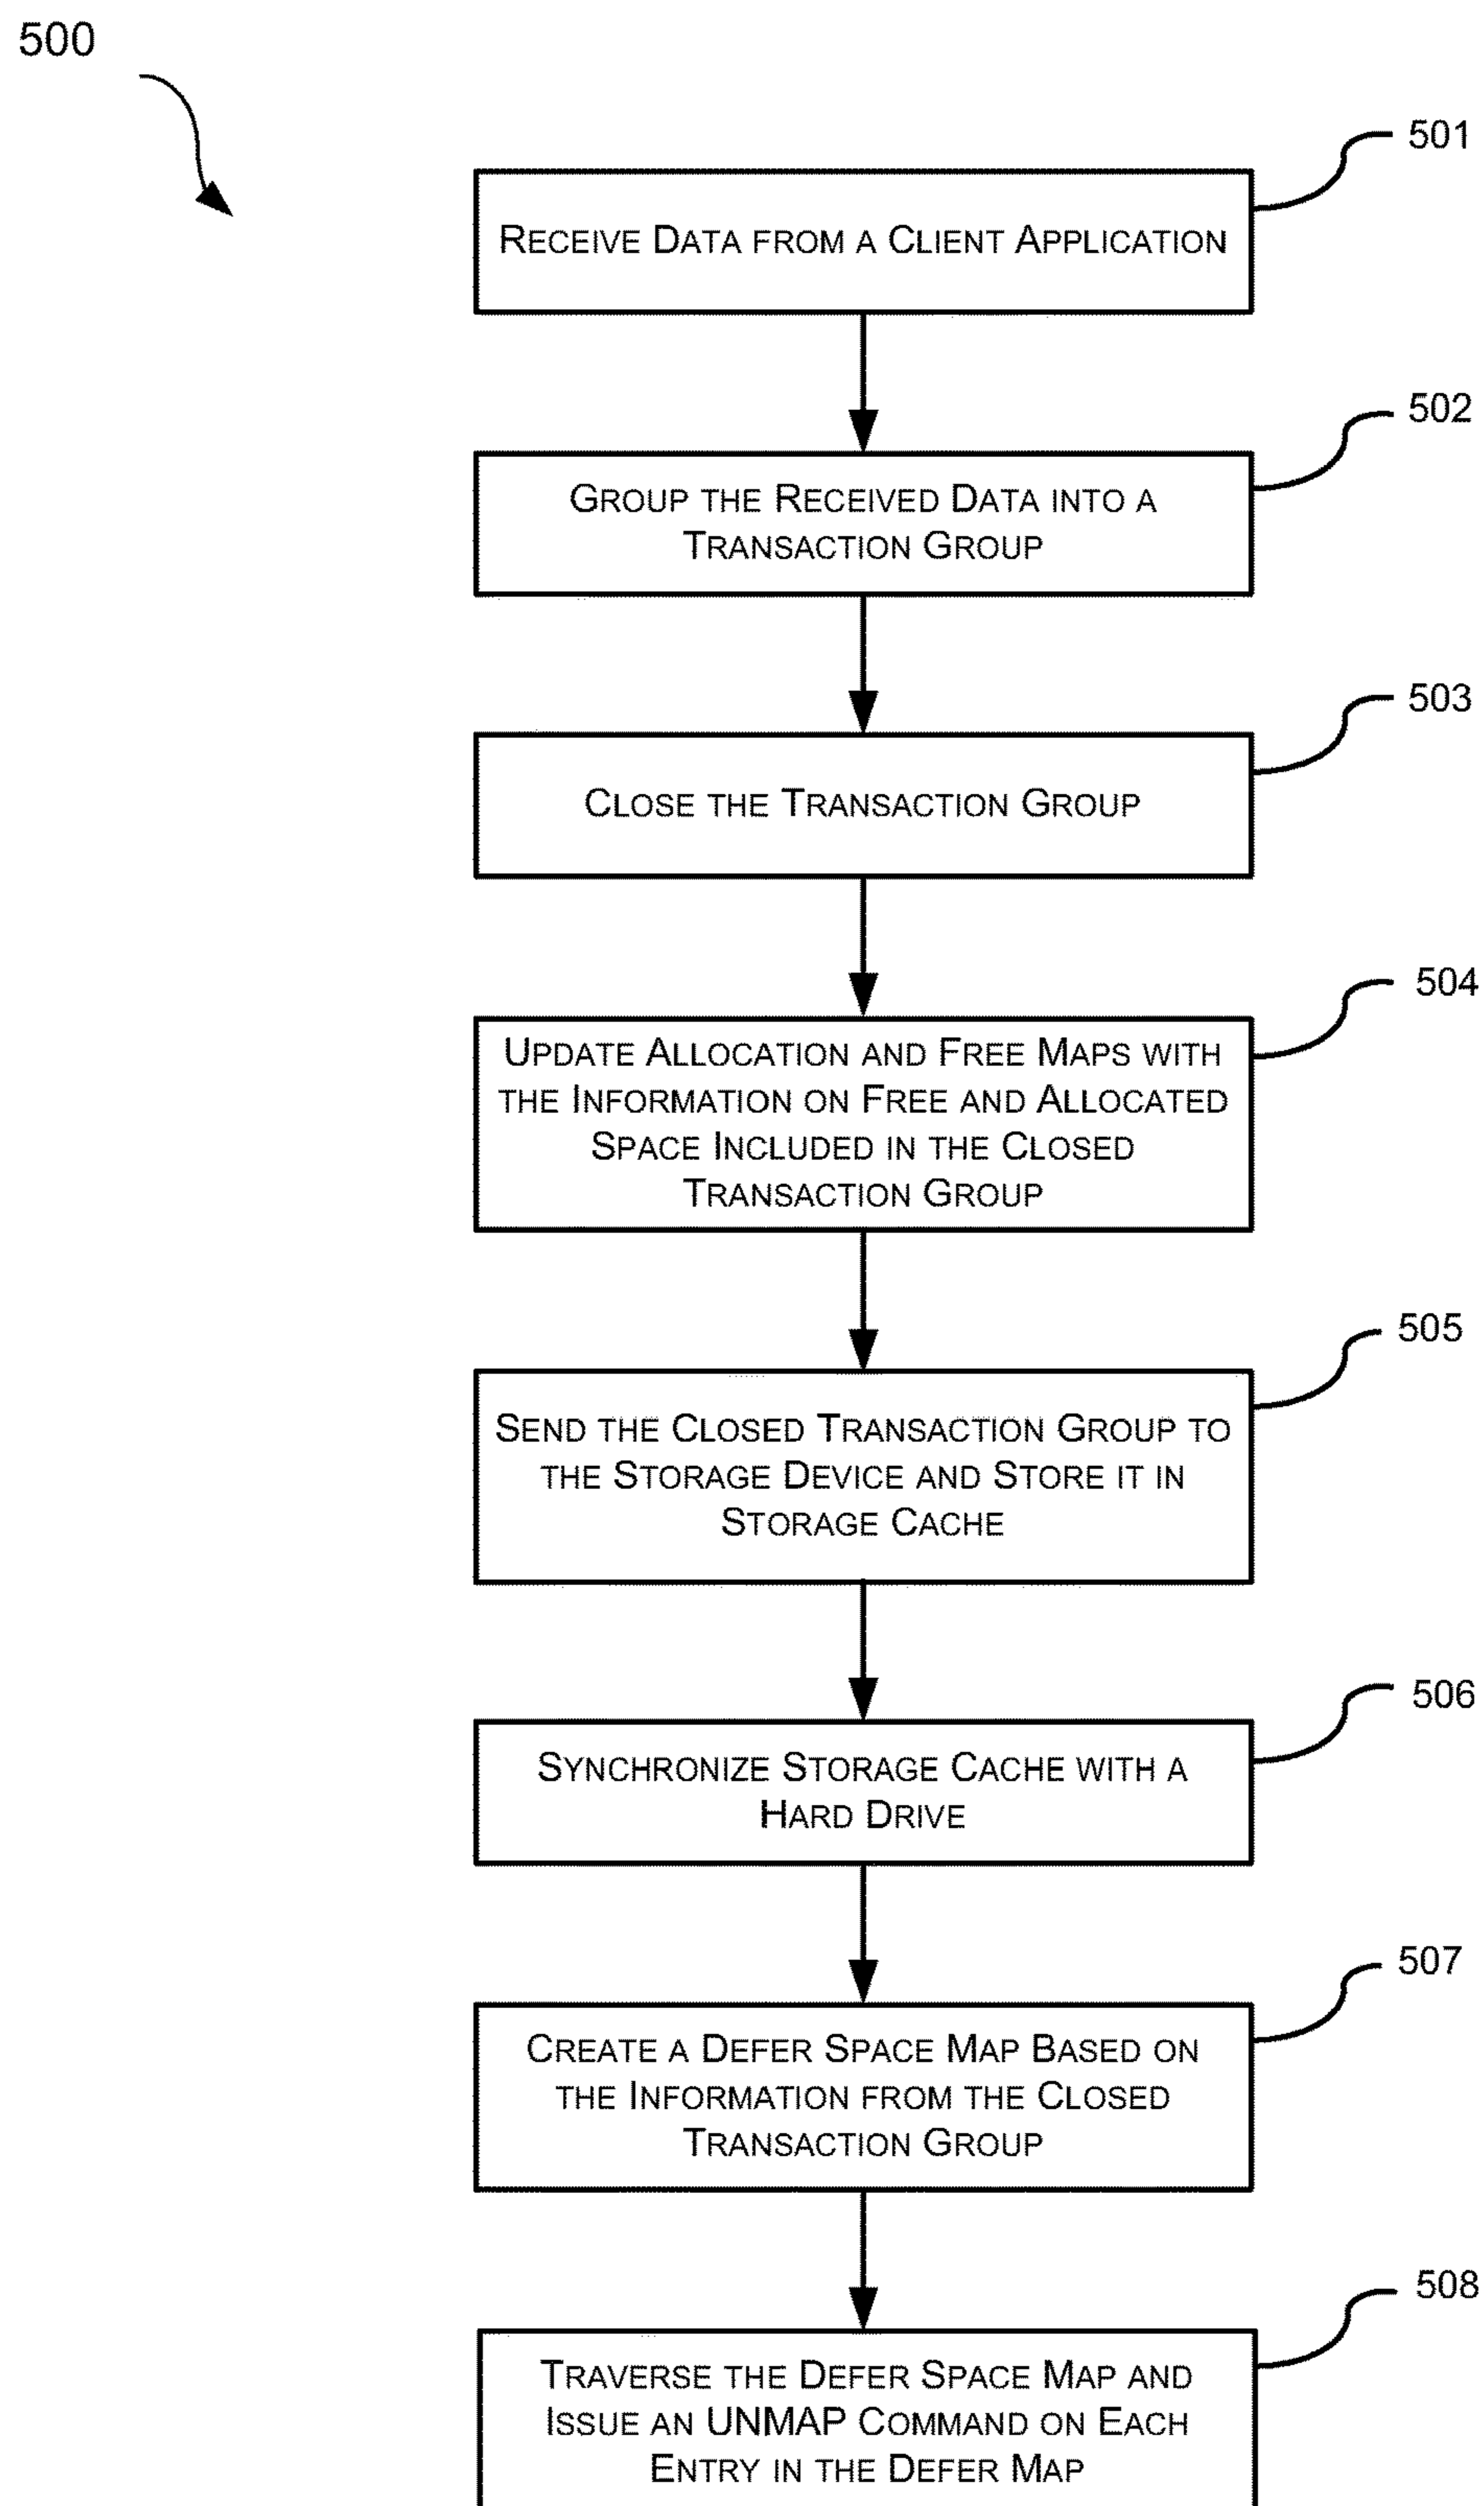 500
501
RECEIVE DATA FROM A CLIENT APPLICATION
502
GROUP THE RECEIVED DATA INTO A
TRANSACTION GROUP
503
CLOSE THE TRANSACTION GROUP
504
UPDATE ALLOCATION AND FREE MAPS WITH
THE INFORMATION ON FREE AND ALLOCATED
SPACE INCLUDED IN THE CLOSED
TRANSACTION GROUP
505
SEND THE CLOSED TRANSACTION GROUP TO
THE STORAGE DEVICE AND STORE IT IN
STORAGE CACHE
506
SYNCHRONIZE STORAGE CACHE WITH A
HARD DRIVE
507
CREATE A DEFER SPACE MAP BASED ON
THE INFORMATION FROM THE CLOSED
TRANSACTION GROUP
508
TRAVERSE THE DEFER SPACE MAP AND
ISSUE AN UNMAP COMMAND ON EACH
ENTRY IN THE DEFER MAP